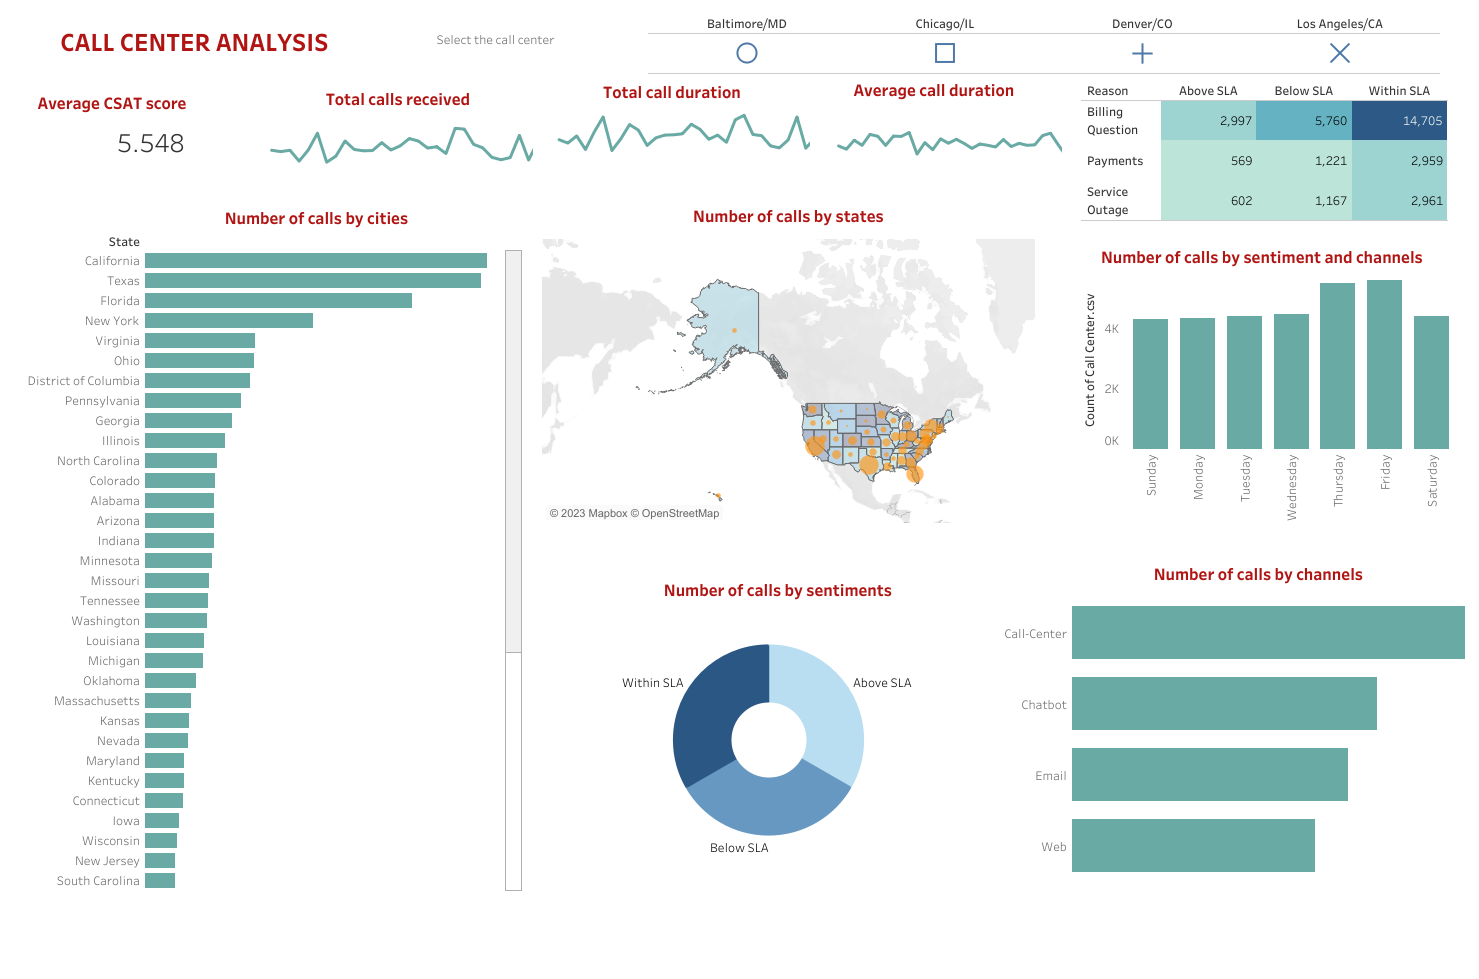 CALL CENTER ANALYSIS
Select the call center
Baltimore/MD
Chicago/IL
Denver/CO
Los Angeles/CA
Average CSAT score
5.548
Total calls received
Total call duration
Average call duration
Reason Above SLA Below SLA Within SLA
Billing
Question
2,997 5,760 14,705
Payments 569 1,221 2,959
Service
Outage
602 1,167 2,961
Number of calls by cities
State
California
Texas
Florida
New York
Virginia
Ohio
District of Columbia
Pennsylvania
Georgia
Illinois
North Carolina
Colorado
Alabama
Arizona
Indiana
Minnesota
Missouri
Tennessee
Washington
Louisiana
Michigan
Oklahoma
Massachusetts
Kansas
Nevada
Maryland
Kentucky
Connecticut
Iowa
Wisconsin
New Jersey
South Carolina
Number of calls by states
© 2023 Mapbox © OpenStreetMap
Number of calls by sentiment and channels
Count of Call Center.csv
4K
2K
0K
Sunday
Monday
Tuesday
Wednesday
Thursday
Friday
Saturday
Number of calls by sentiments
Within SLA
Above SLA
Below SLA
Number of calls by channels
Call-Center
Chatbot
Email
Web